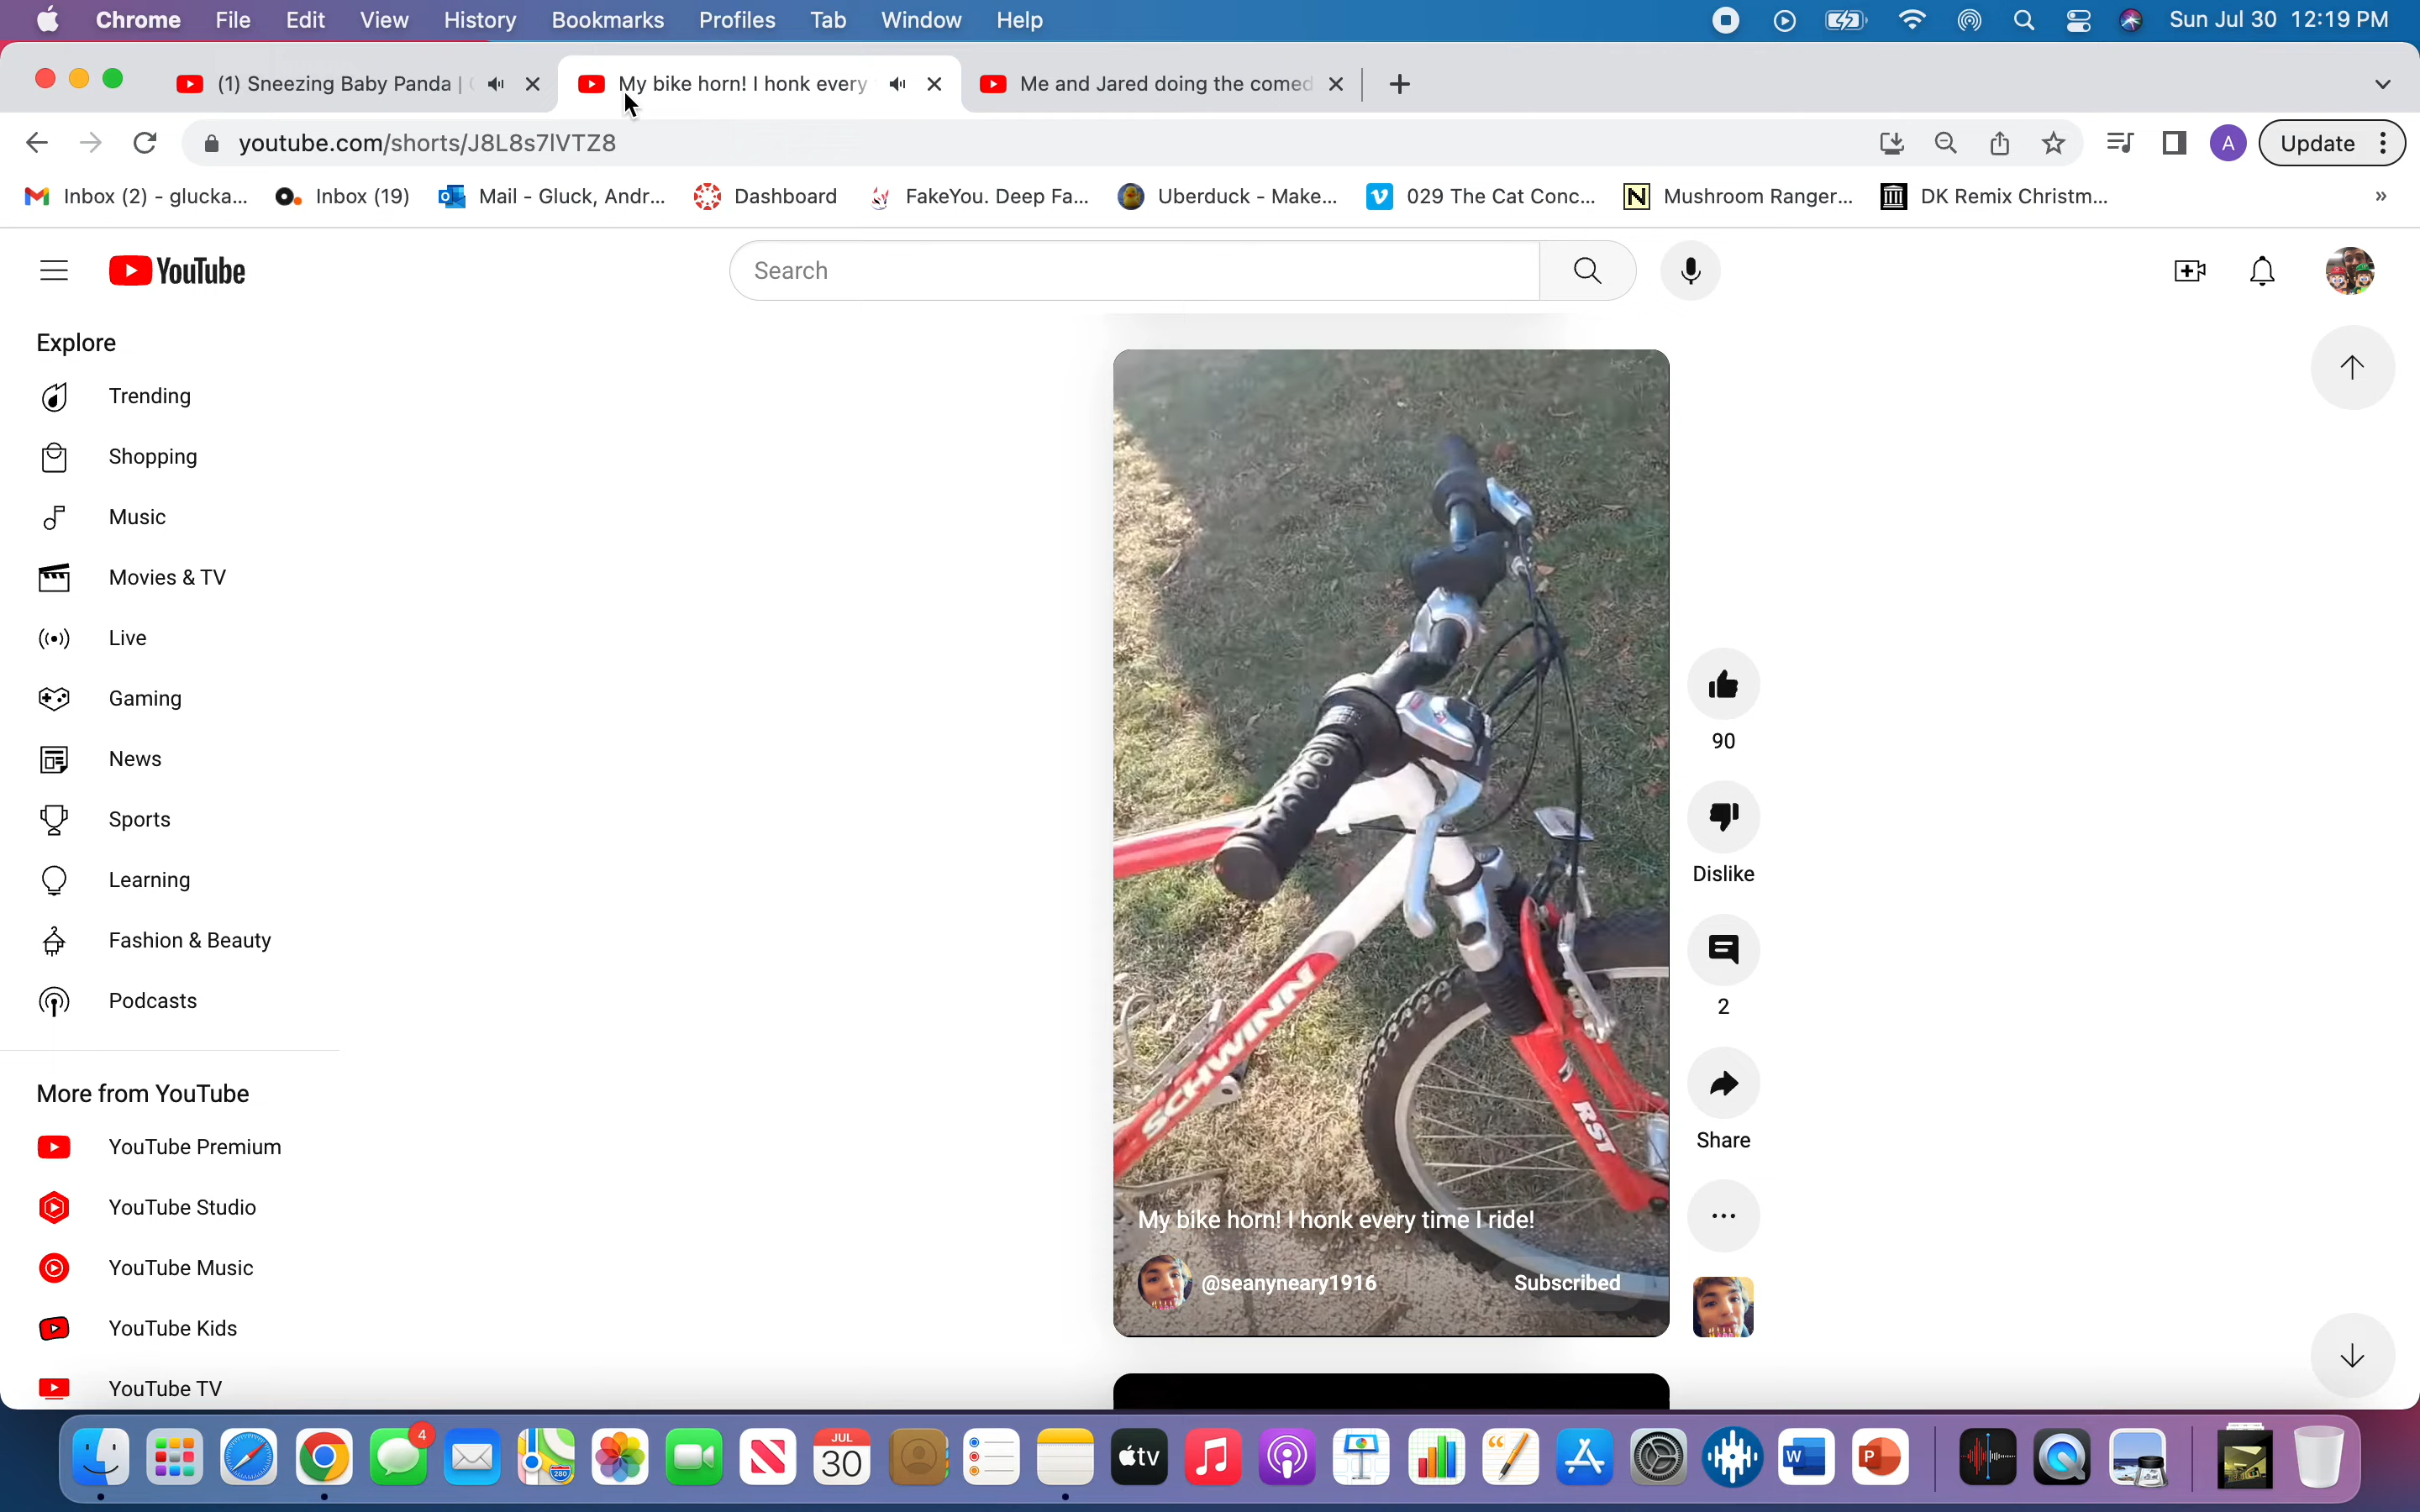 Chrome File Edit View History Bookmarks Profiles Tab Window Help Sun Jul 30 12:19 PM
(1) Sneezing Baby Panda | My bike horn! I honk every Me and Jared doing the comed
youtube.com/shorts/J8L8s7lVTZ8 A Update
Inbox (2) - glucka... Inbox (19) Mail - Gluck, Andr... Dashboard FakeYou. Deep Fa... Uberduck - Make... 029 The Cat Conc... Mushroom Ranger... DK Remix Christm... »
YouTube Search
Explore
Trending
Shopping
Music
Movies & TV
Live
Gaming
News
Sports
Learning
Fashion & Beauty
Podcasts
More from YouTube
YouTube Premium
YouTube Studio
YouTube Music
YouTube Kids
YouTube TV
SCHWINN
RST
My bike horn! I honk every time I ride!
@seanyneary1916 Subscribed
90
Dislike
2
Share
4
280
JUL
30
tv
W
P